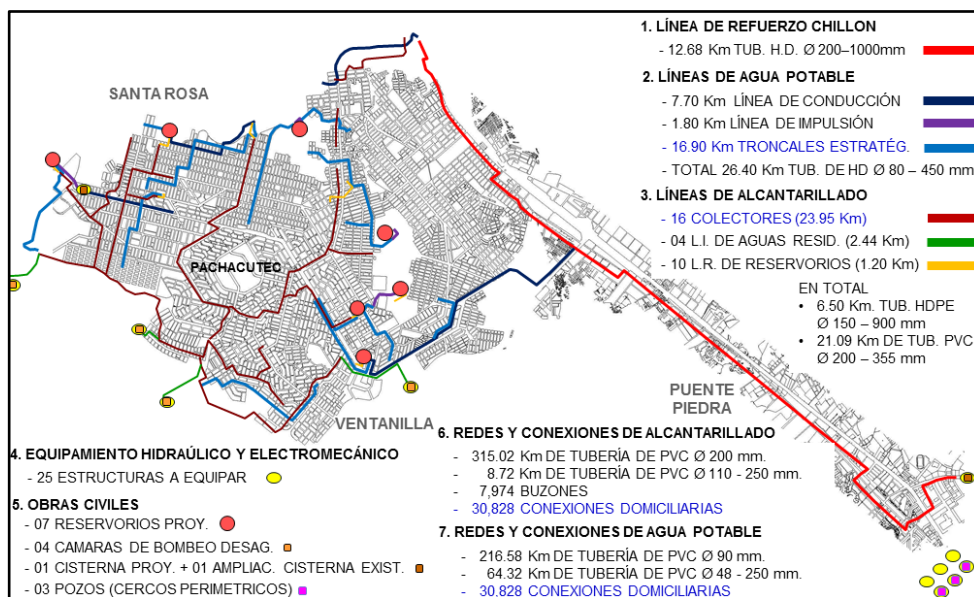 1. LÍNEA DE REFUERZO CHILLON
- 12.68 Km TUB. H.D. Ø 200–1000mm
2. LÍNEAS DE AGUA POTABLE
- 7.70 Km LÍNEA DE CONDUCCIÓN
- 1.80 Km LÍNEA DE IMPULSIÓN
- 16.90 Km TRONCALES ESTRATÉG.
- TOTAL 26.40 Km TUB. DE HD Ø 80 – 450 mm
3. LÍNEAS DE ALCANTARILLADO
- 16 COLECTORES (23.95 Km)
- 04 L.I. DE AGUAS RESID. (2.44 Km)
- 10 L.R. DE RESERVORIOS (1.20 Km)
EN TOTAL
• 6.50 Km. TUB. HDPE
Ø 150 – 900 mm
• 21.09 Km DE TUB. PVC
Ø 200 – 355 mm
SANTA ROSA
PACHACUTEC
VENTANILLA
PUENTE
PIEDRA
4. EQUIPAMIENTO HIDRAÚLICO Y ELECTROMECÁNICO
- 25 ESTRUCTURAS A EQUIPAR
5. OBRAS CIVILES
- 07 RESERVORIOS PROY.
- 04 CAMARAS DE BOMBEO DESAG.
- 01 CISTERNA PROY. + 01 AMPLIAC. CISTERNA EXIST.
- 03 POZOS (CERCOS PERIMETRICOS)
6. REDES Y CONEXIONES DE ALCANTARILLADO
- 315.02 Km DE TUBERÍA DE PVC Ø 200 mm.
- 8.72 Km DE TUBERÍA DE PVC Ø 110 - 250 mm.
- 7,974 BUZONES
- 30,828 CONEXIONES DOMICILIARIAS
7. REDES Y CONEXIONES DE AGUA POTABLE
- 216.58 Km DE TUBERÍA DE PVC Ø 90 mm.
- 64.32 Km DE TUBERÍA DE PVC Ø 48 - 250 mm.
- 30,828 CONEXIONES DOMICILIARIAS